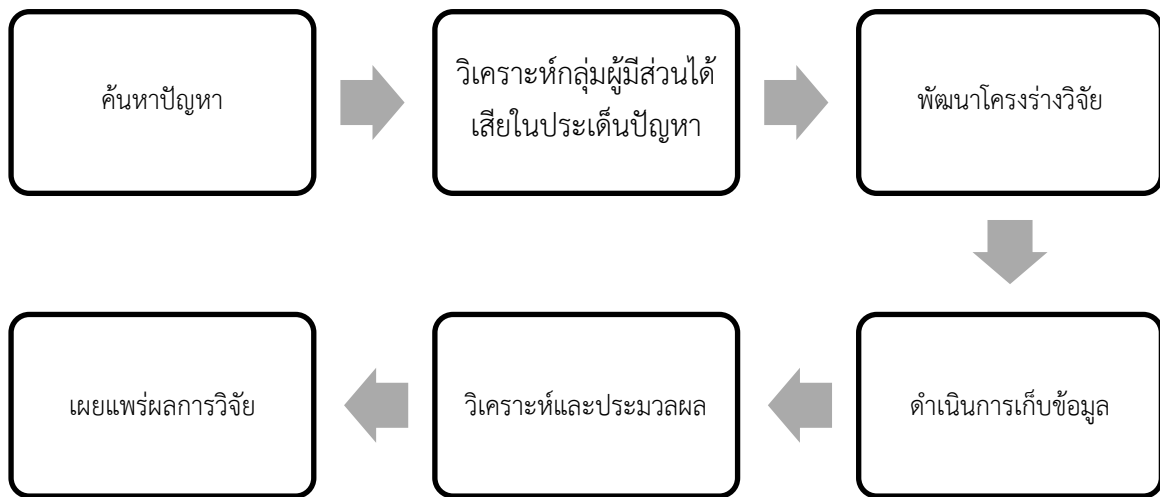 ค้นหาปัญหา
วิเคราะห์กลุ่มผู้มีส่วนได้
เสียในประเด็นปัญหา
พัฒนาโครงร่างวิจัย
ดำเนินการเก็บข้อมูล
วิเคราะห์และประมวลผล
เผยแพร่ผลการวิจัย